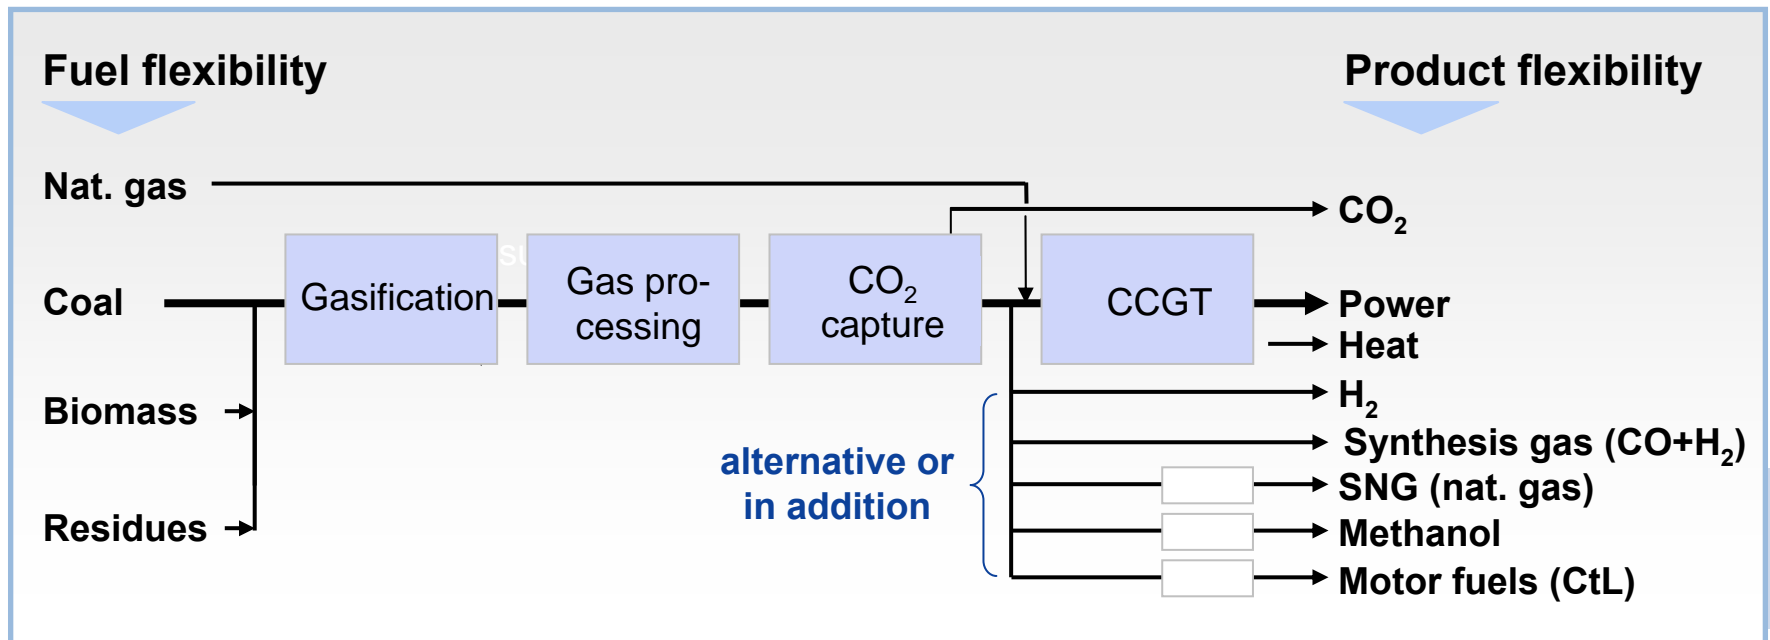 Fuel flexibility
Product flexibility
Nat. gas
CO₂
su
Coal
Gasification
Gas pro-
cessing
CO₂
capture
CCGT
Power
Heat
Biomass
H₂
alternative or
in addition
Synthesis gas (CO+H₂)
SNG (nat. gas)
Residues
Methanol
Motor fuels (CtL)